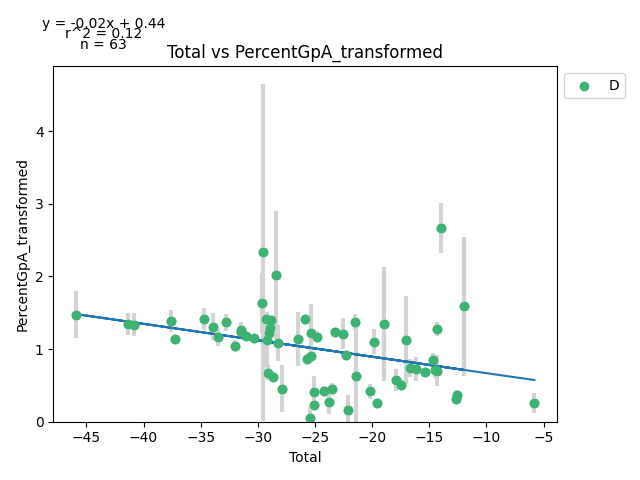 y = -0.02x + 0.44
r^2 = 0.12
n = 63
Total vs PercentGpA_transformed
D
PercentGpA_transformed
4
3
2
1
0
−45 −40 −35 −30 −25 −20 −15 −10 −5
Total